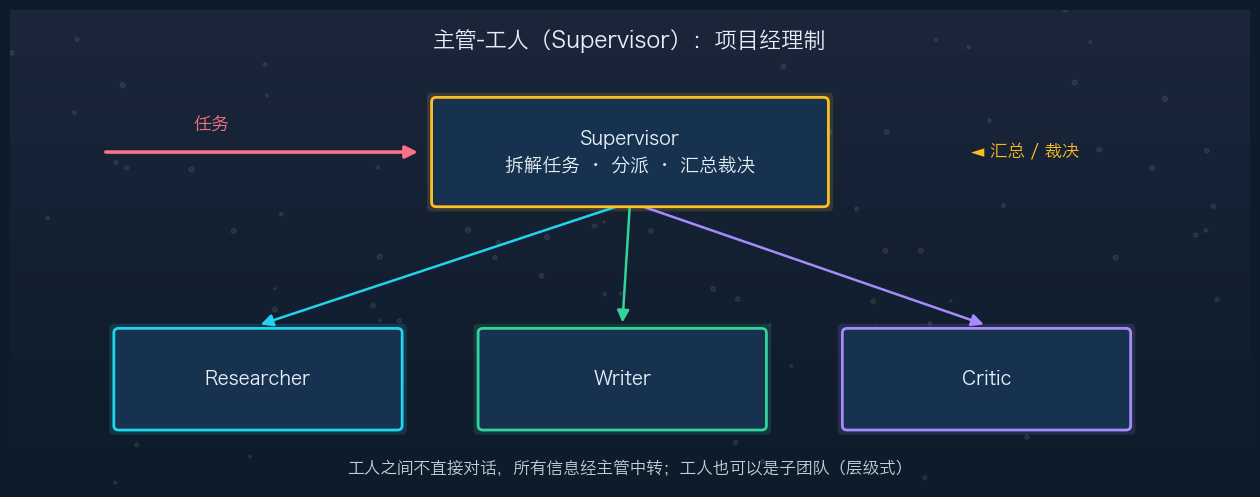 主管-工人（Supervisor）：项目经理制
任务
Supervisor
拆解任务 · 分派 · 汇总裁决
◄ 汇总 / 裁决
Researcher
Writer
Critic
工人之间不直接对话，所有信息经主管中转；工人也可以是子团队（层级式）